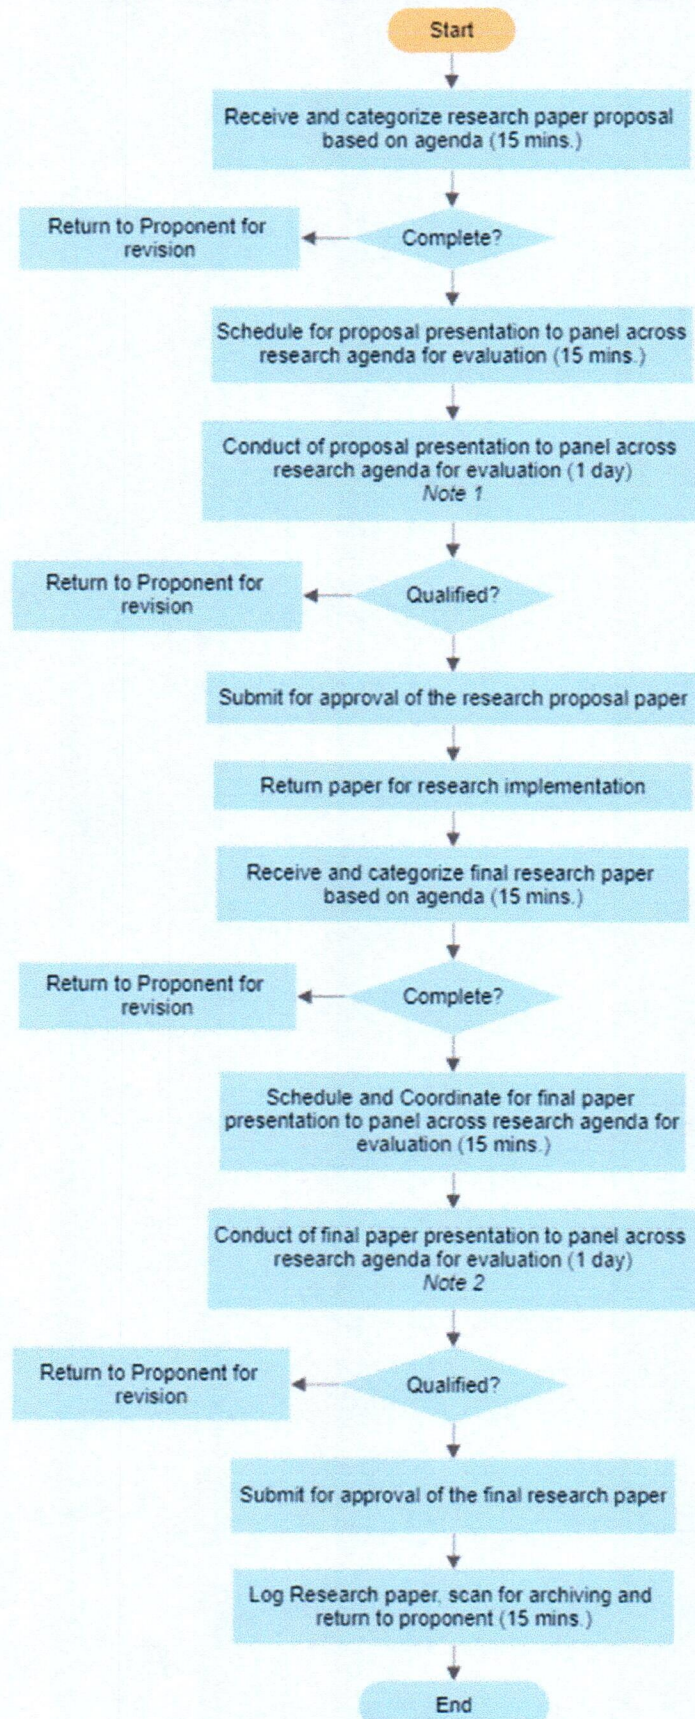 Start
Receive and categorize research paper proposal
based on agenda (15 mins.)
Return to Proponent for
revision
Complete?
Schedule for proposal presentation to panel across
research agenda for evaluation (15 mins.)
Conduct of proposal presentation to panel across
research agenda for evaluation (1 day)
Note 1
Return to Proponent for
revision
Qualified?
Submit for approval of the research proposal paper
Return paper for research implementation
Receive and categorize final research paper
based on agenda (15 mins.)
Return to Proponent for
revision
Complete?
Schedule and Coordinate for final paper
presentation to panel across research agenda for
evaluation (15 mins.)
Conduct of final paper presentation to panel across
research agenda for evaluation (1 day)
Note 2
Return to Proponent for
revision
Qualified?
Submit for approval of the final research paper
Log Research paper, scan for archiving and
return to proponent (15 mins.)
End